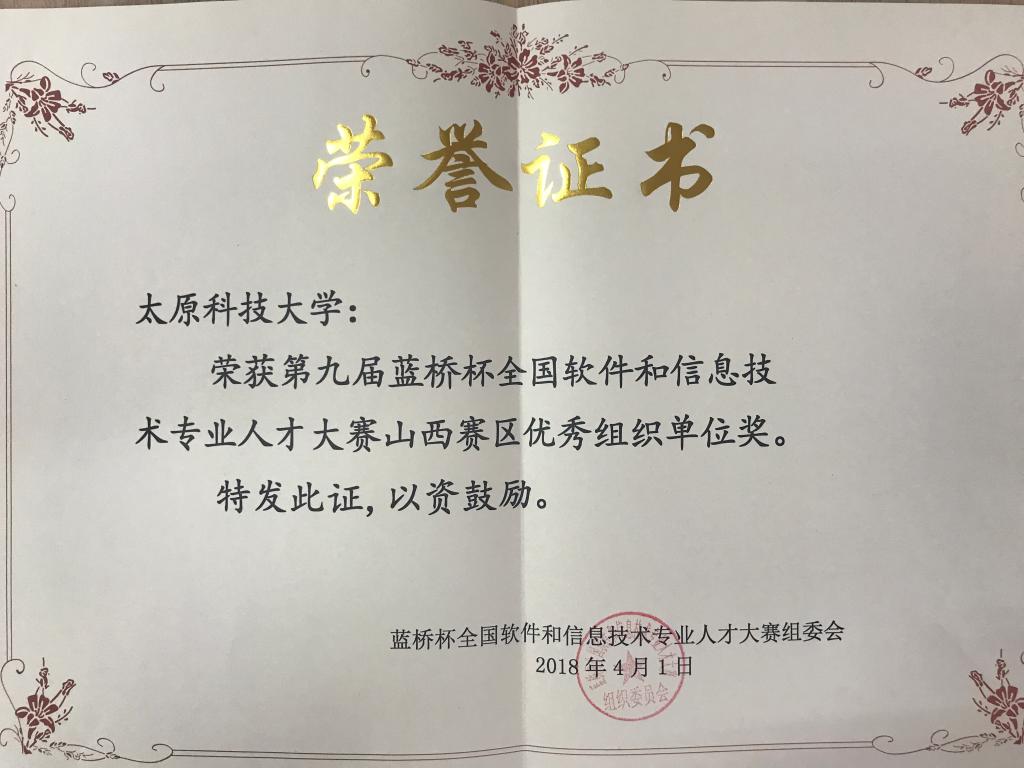 荣誉证书
太原科技大学：
荣获第九届蓝桥杯全国软件和信息技
术专业人才大赛山西赛区优秀组织单位奖。
特发此证，以资鼓励。
蓝桥杯全国软件和信息技术专业人才大赛组委会
2018年4月1日
组织委员会